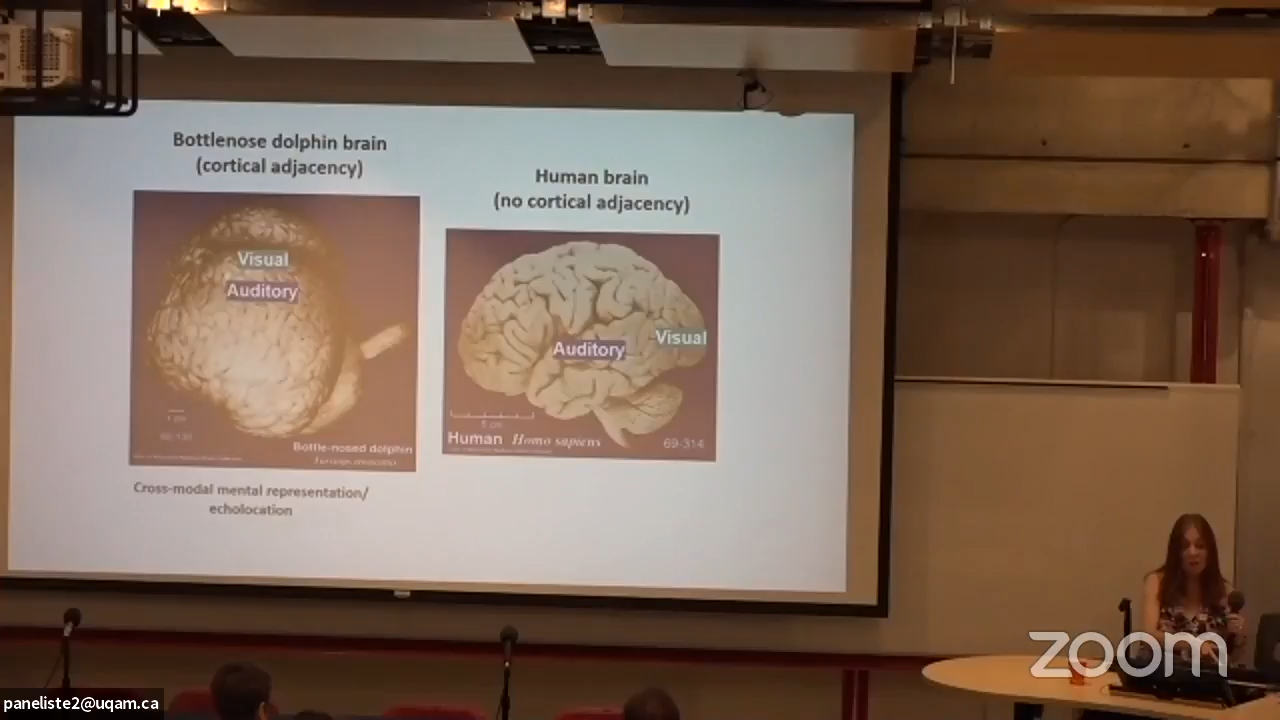 Bottlenose dolphin brain
(cortical adjacency)
Human brain
(no cortical adjacency)
Visual
Auditory
Bottle-nosed dolphin
Cross-modal mental representation/
echolocation
Auditory
Visual
5 cm
Human Homo sapiens
69-314
zoom
paneliste2@uqam.ca